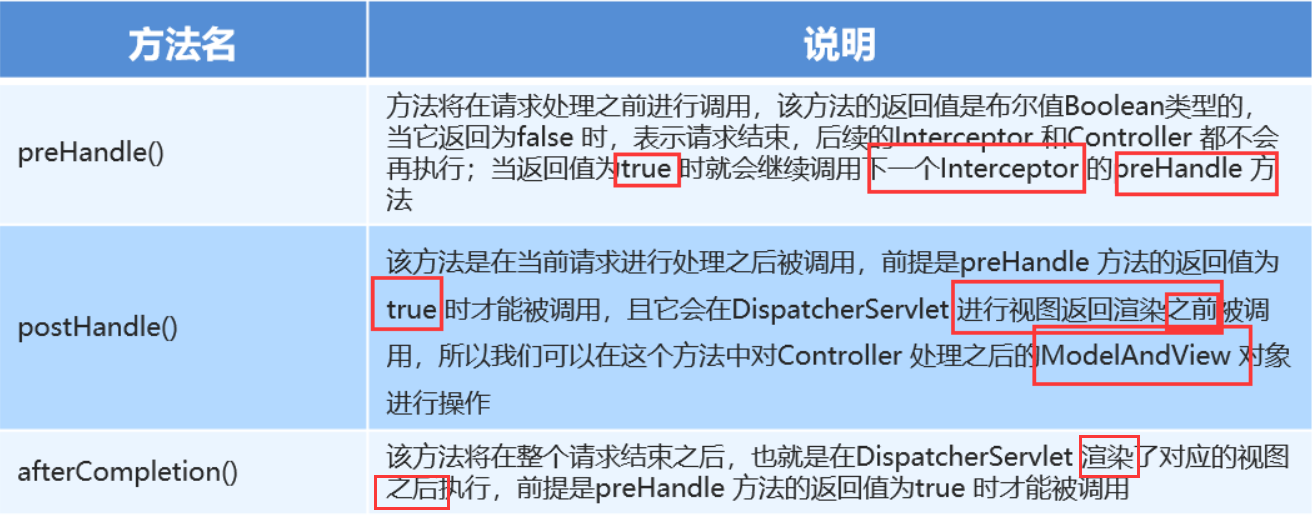 方法名
说明
preHandle()
方法将在请求处理之前进行调用，该方法的返回值是布尔值Boolean类型的，
当它返回为false 时，表示请求结束，后续的Interceptor 和Controller 都不会
再执行；当返回值为true 时就会继续调用下一个Interceptor 的preHandle 方
法
postHandle()
该方法是在当前请求进行处理之后被调用，前提是preHandle 方法的返回值为
true 时才能被调用，且它会在DispatcherServlet 进行视图返回渲染之前被调
用，所以我们可以在这个方法中对Controller 处理之后的ModelAndView 对象
进行操作
afterCompletion()
该方法将在整个请求结束之后，也就是在DispatcherServlet 渲染了对应的视图
之后执行，前提是preHandle 方法的返回值为true 时才能被调用